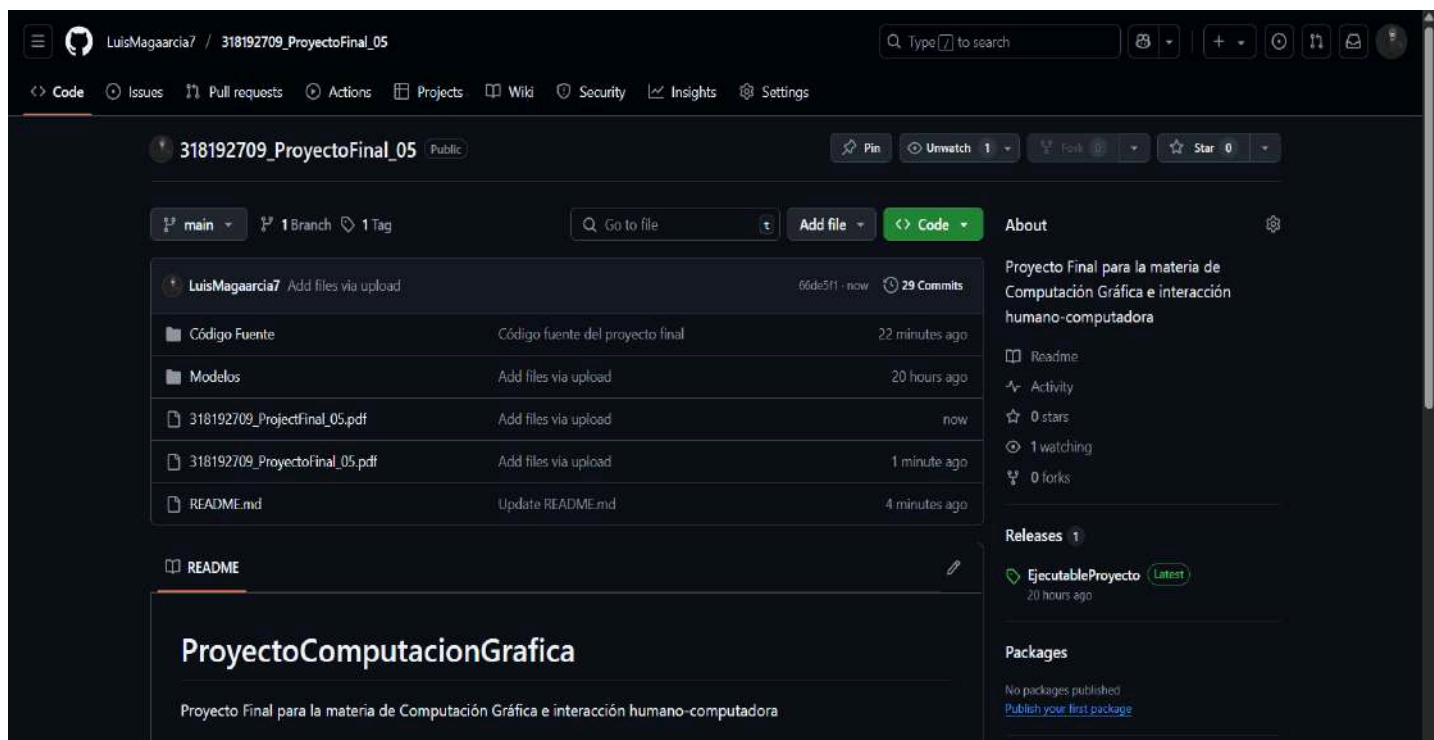 LuisMagaarcia7 / 318192709_ProyectoFinal_05
Type / to search
Code Issues Pull requests Actions Projects Wiki Security Insights Settings
318192709_ProyectoFinal_05 Public
Pin Unwatch 1 Fork 0 Star 0
main 1 Branch 1 Tag
Go to file t Add file Code
LuisMagaarcia7 Add files via upload 66de5f1 · now 29 Commits
Código Fuente Código fuente del proyecto final 22 minutes ago
Modelos Add files via upload 20 hours ago
318192709_ProjectFinal_05.pdf Add files via upload now
318192709_ProyectoFinal_05.pdf Add files via upload 1 minute ago
README.md Update README.md 4 minutes ago
README
ProyectoComputacionGrafica
Proyecto Final para la materia de Computación Gráfica e interacción humano-computadora
About
Proyecto Final para la materia de
Computación Gráfica e interacción
humano-computadora
Readme
Activity
0 stars
1 watching
0 forks
Releases 1
EjecutableProyecto Latest
20 hours ago
Packages
No packages published
Publish your first package